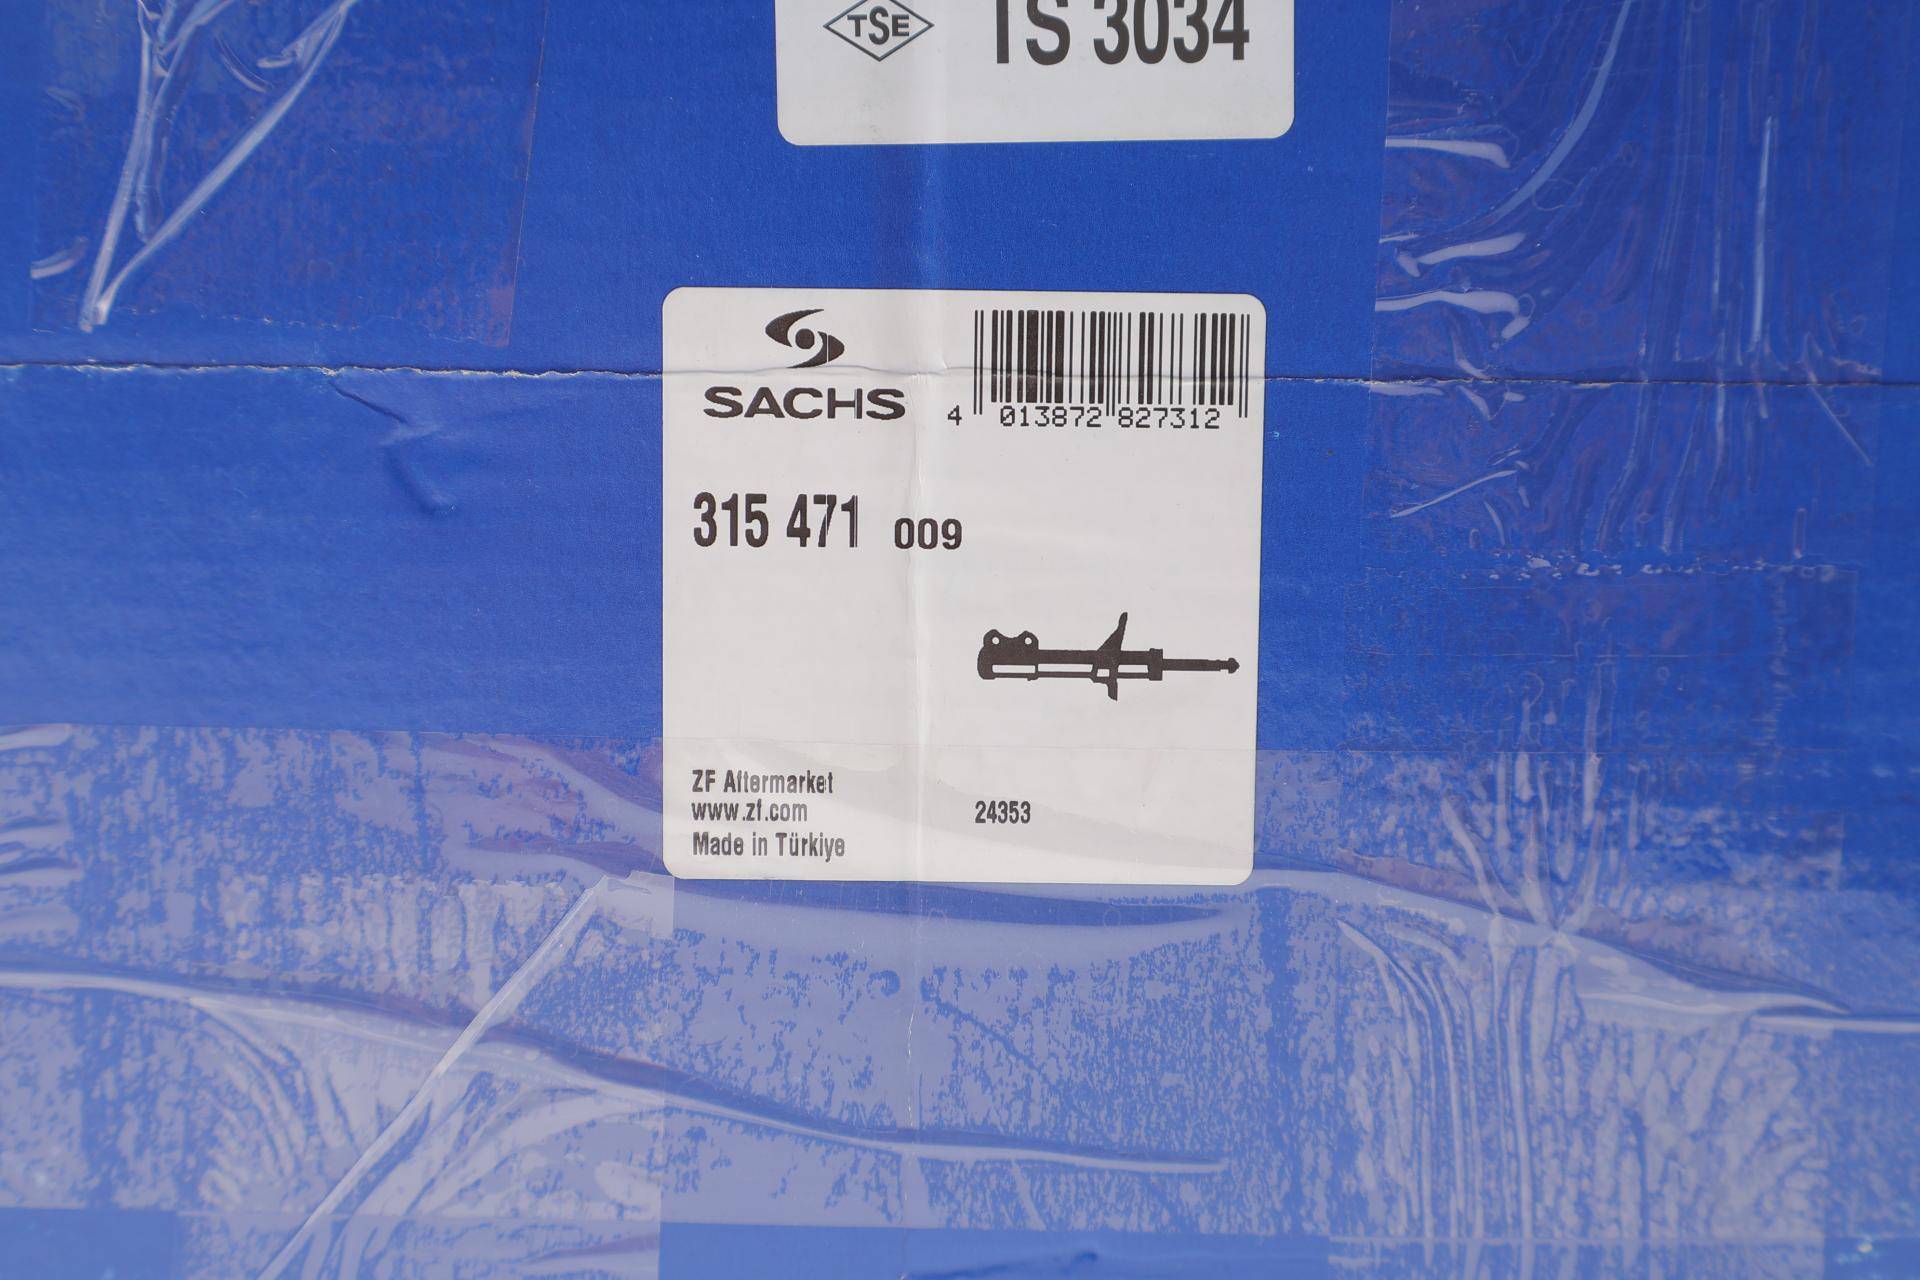 TSE TS 3034
SACHS
4 013872 827312
315 471 009
ZF Aftermarket
www.zf.com
24353
Made in Türkiye